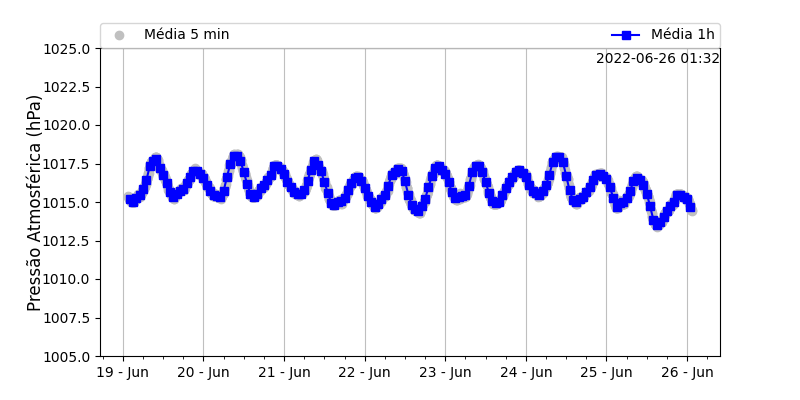 Média 5 min
Média 1h
2022-06-26 01:32
Pressão Atmosférica (hPa)
1025.0
1022.5
1020.0
1017.5
1015.0
1012.5
1010.0
1007.5
1005.0
19 - Jun 20 - Jun 21 - Jun 22 - Jun 23 - Jun 24 - Jun 25 - Jun 26 - Jun